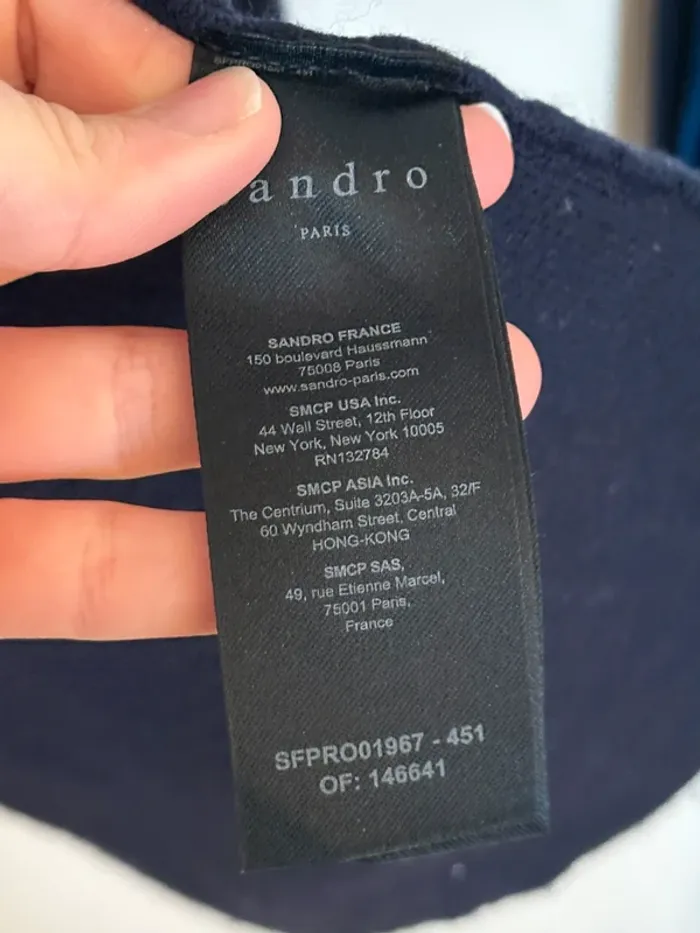 andro
PARIS
SANDRO FRANCE
150 boulevard Haussmann
75008 Paris
www.sandro-paris.com
SMCP USA Inc.
44 Wall Street, 12th Floor
New York, New York 10005
RN132784
SMCP ASIA Inc.
The Centrium, Suite 3203A-5A, 32/F
60 Wyndham Street, Central
HONG-KONG
SMCP SAS,
49, rue Etienne Marcel,
75001 Paris,
France
SFPRO01967 - 451
OF: 146641